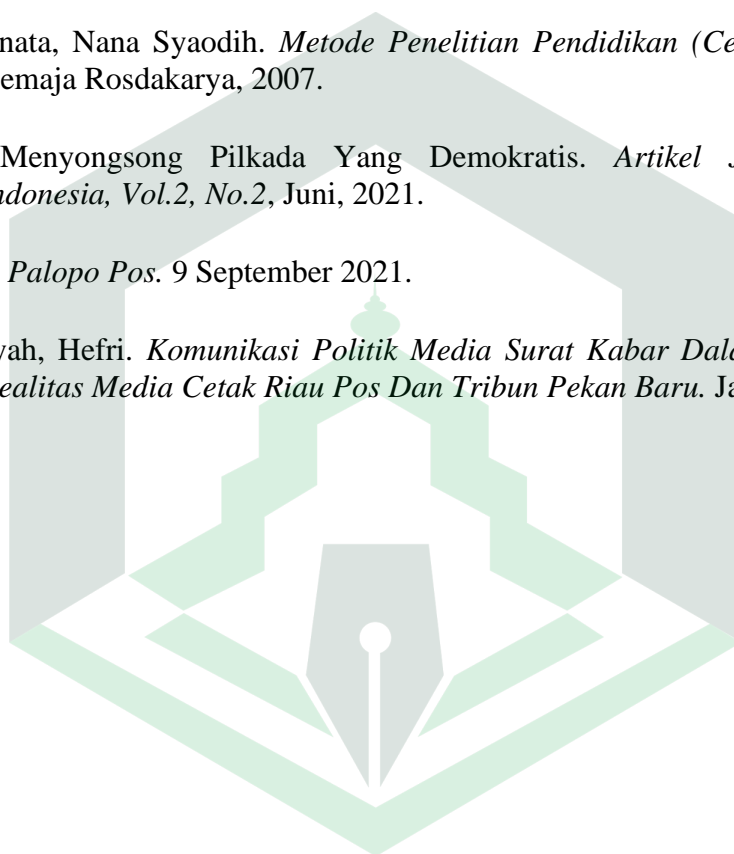 nata, Nana Syaodih. Metode Penelitian Pendidikan (Ce
emaja Rosdakarya, 2007.
Menyongsong Pilkada Yang Demokratis. Artikel J
ndonesia, Vol.2, No.2, Juni, 2021.
Palopo Pos. 9 September 2021.
yah, Hefri. Komunikasi Politik Media Surat Kabar Dala
ealitas Media Cetak Riau Pos Dan Tribun Pekan Baru. Ja